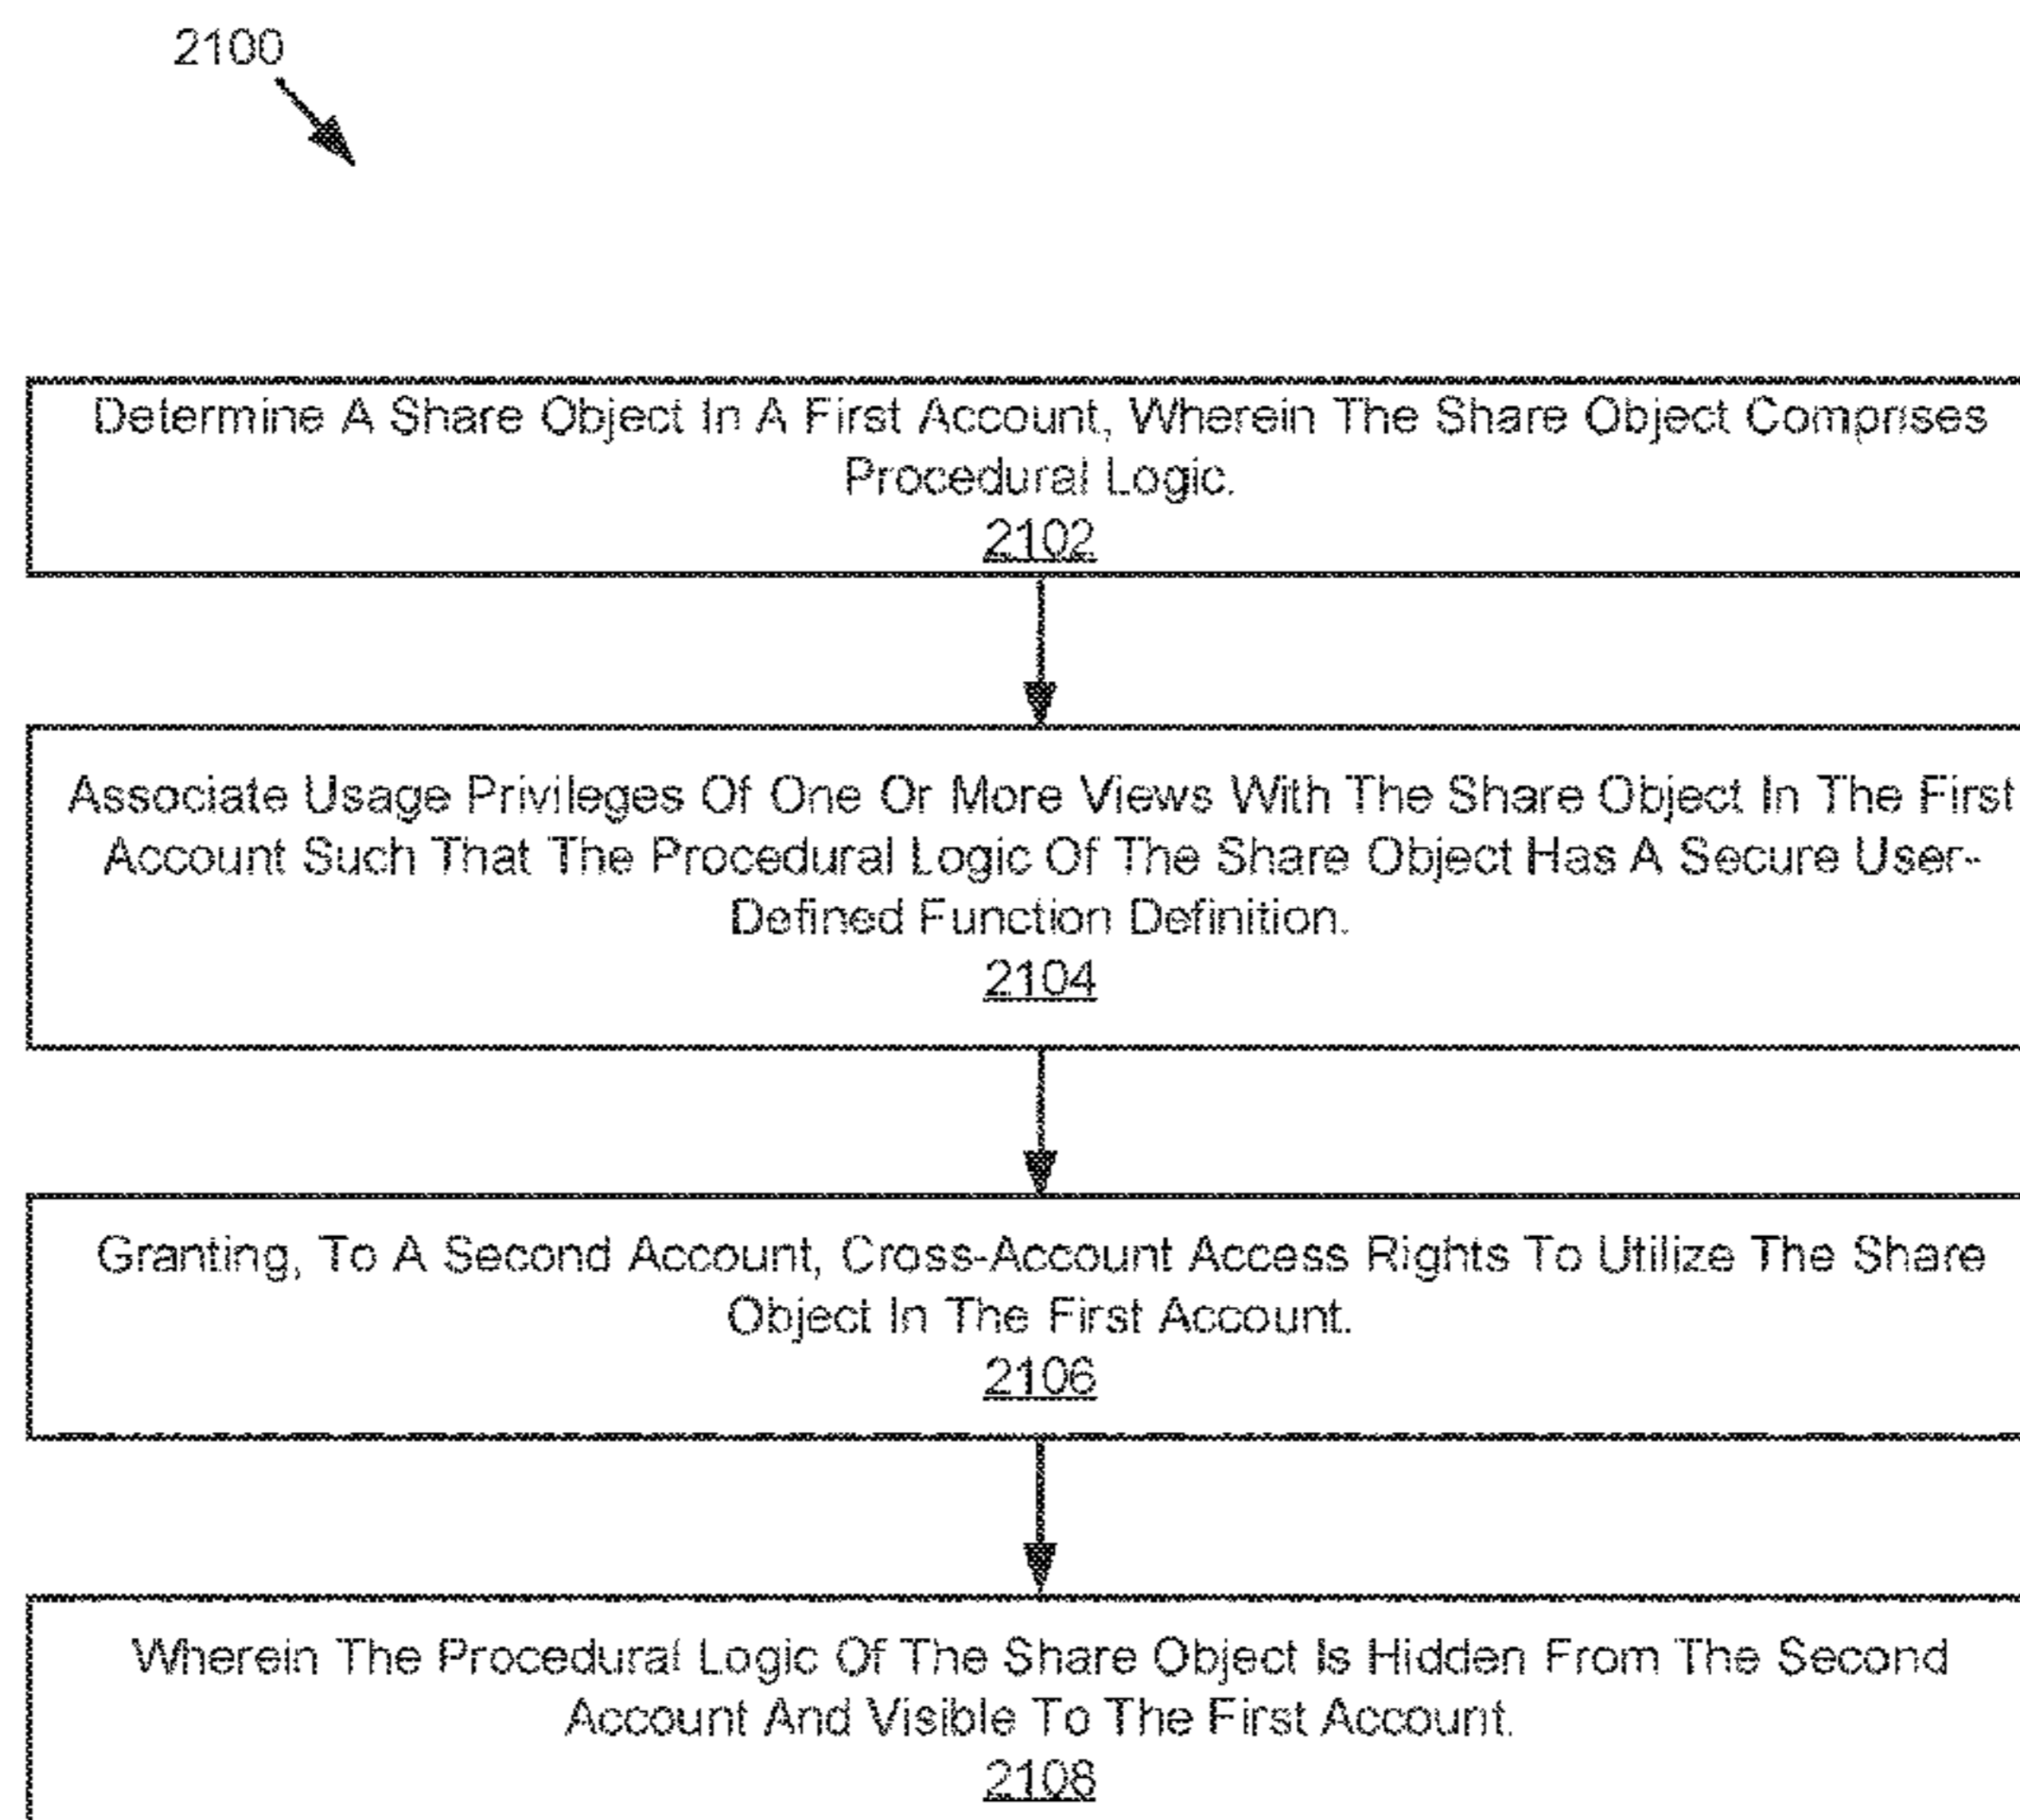 2100
Determine A Share Object In A First Account, Wherein The Share Object Comprises
Procedural Logic.
2102
Associate Usage Privileges Of One Or More Views With The Share Object In The First
Account Such That The Procedural Logic Of The Share Object Has A Secure User-
Defined Function Definition.
2104
Granting, To A Second Account, Cross-Account Access Rights To Utilize The Share
Object In The First Account.
2106
Wherein The Procedural Logic Of The Share Object Is Hidden From The Second
Account And Visible To The First Account.
2108